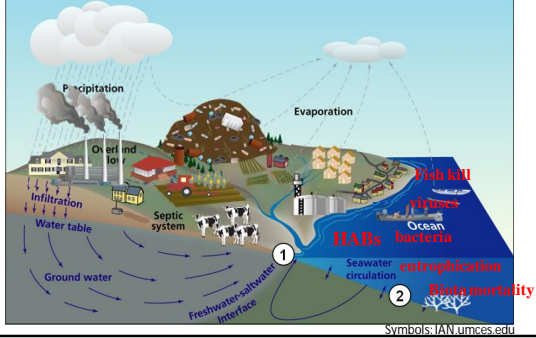 Precipitation
Evaporation
Overland
flow
Fish kill
Infiltration
viruses
Septic
system
Ocean
Water table
HABs bacteria
1
Seawater
circulation
eutrophication
Ground water
2
Biota mortality
Freshwater-saltwater
Interface
Symbols: IAN.umces.edu